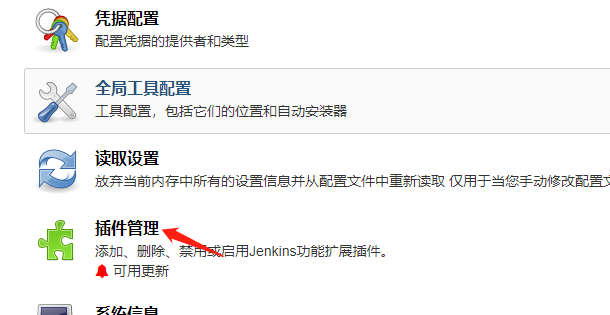 凭据配置
配置凭据的提供者和类型
全局工具配置
工具配置，包括它们的位置和自动安装器
读取设置
放弃当前内存中所有的设置信息并从配置文件中重新读取 仅用于当您手动修改配置文
插件管理
添加、删除、禁用或启用Jenkins功能扩展插件。
可用更新
系统信息